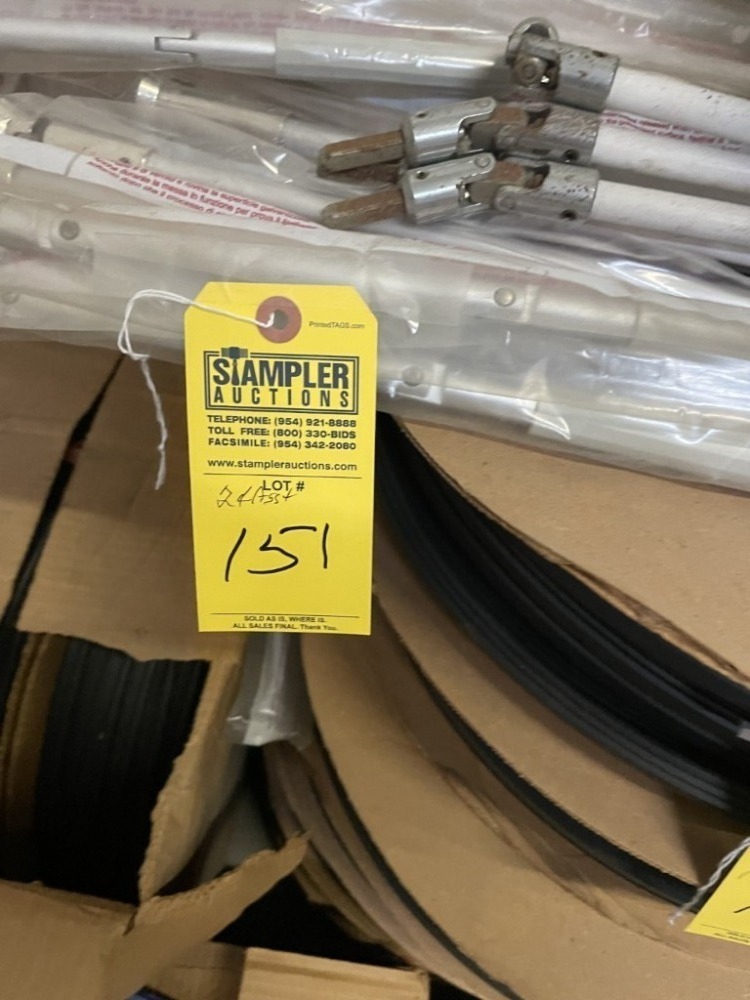 PrintedTAGS.com
STAMPLER
AUCTIONS
TELEPHONE: (954) 921-8888
TOLL FREE: (800) 330-BIDS
FACSIMILE: (954) 342-2080
www.stamplerauctions.com
LOT #
151
SOLD AS IS, WHERE IS.
ALL SALES FINAL. Thank You.